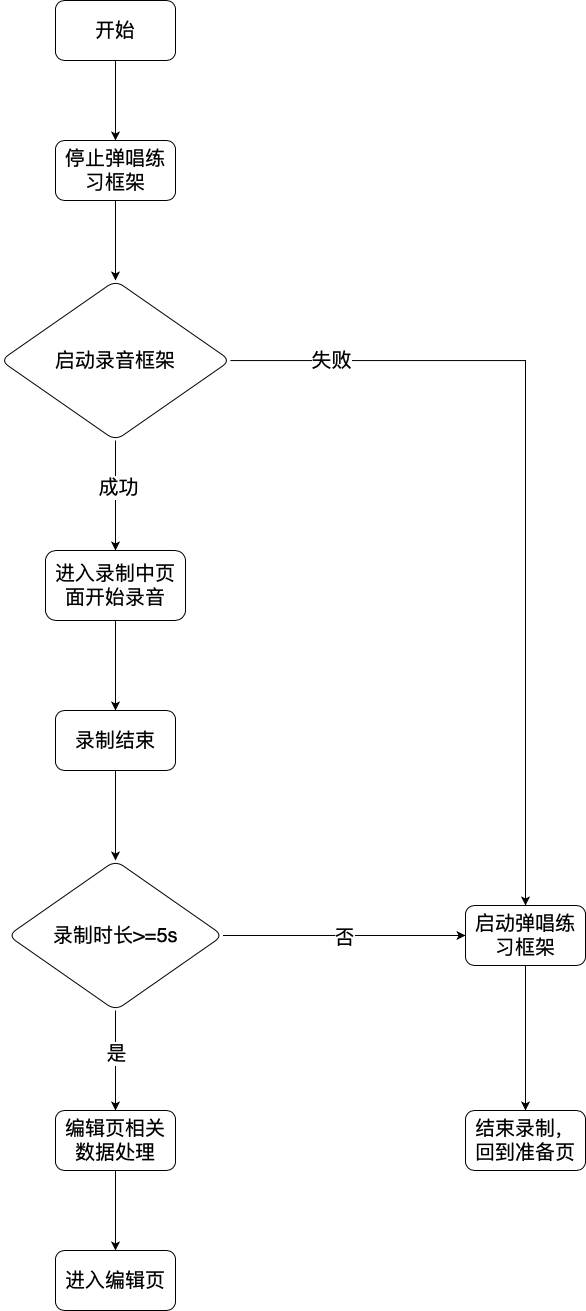 开始
停止弹唱练
习框架
启动录音框架
失败
成功
进入录制中页
面开始录音
录制结束
录制时长>=5s
否
启动弹唱练
习框架
是
编辑页相关
数据处理
结束录制，
回到准备页
进入编辑页